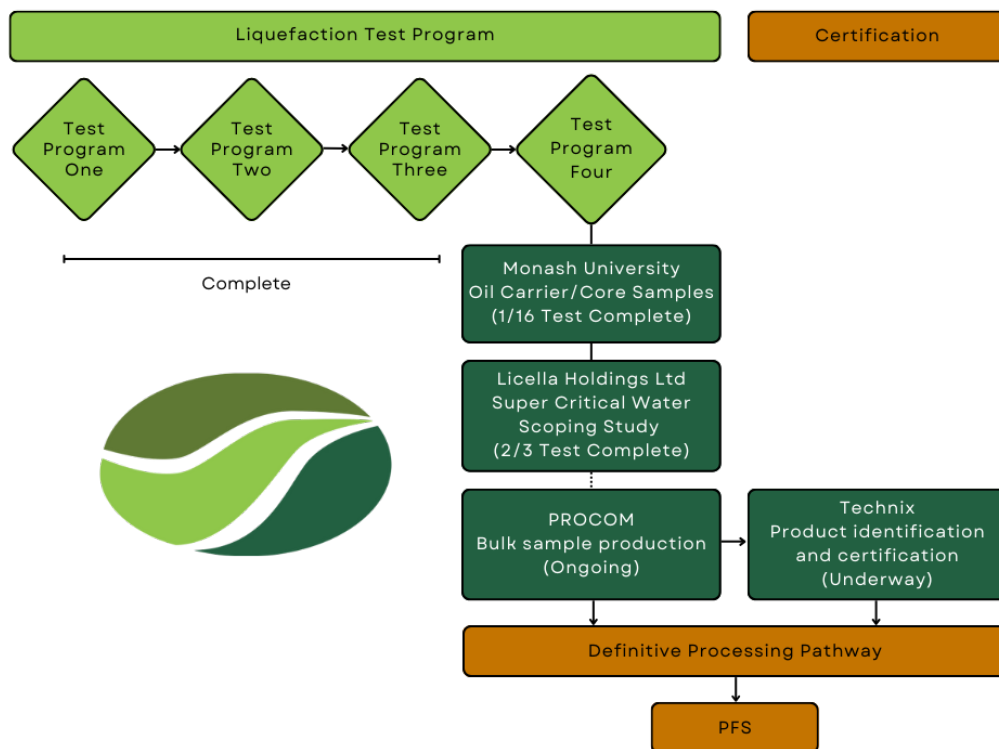 Liquefaction Test Program
Certification
Test
Program
One
Test
Program
Two
Test
Program
Three
Test
Program
Four
Complete
Monash University
Oil Carrier/Core Samples
(1/16 Test Complete)
Licella Holdings Ltd
Super Critical Water
Scoping Study
(2/3 Test Complete)
PROCOM
Bulk sample production
(Ongoing)
Technix
Product identification
and certification
(Underway)
Definitive Processing Pathway
PFS